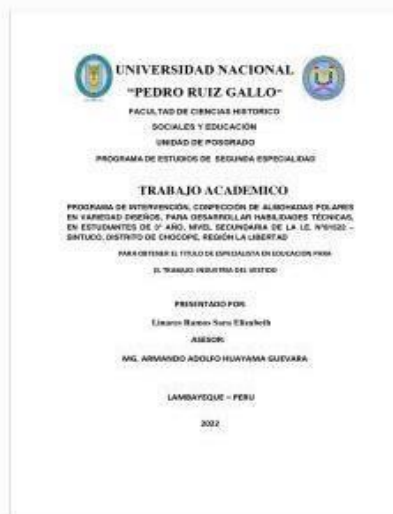 UNIVERSIDAD NACIONAL
"PEDRO RUIZ GALLO"
FACULTAD DE CIENCIAS HISTORICO
SOCIALES Y EDUCACIÓN
UNIDAD DE POSGRADO
PROGRAMA DE ESTUDIOS DE SEGUNDA ESPECIALIDAD
TRABAJO ACADEMICO
PROGRAMA DE INTERVENCIÓN, CONFECCIÓN DE ALMOHADAS POLARES
EN VARIEDAD DISEÑOS, PARA DESARROLLAR HABILIDADES TÉCNICAS,
EN ESTUDIANTES DE 3° AÑO, NIVEL SECUNDARIA DE LA I.E. –
SINTUCO, DISTRITO DE CHOCOPE, REGIÓN LA LIBERTAD
PARA OBTENER EL TITULO DE ESPECIALISTA EN EDUCACIÓN PARA
EL TRABAJO: INDUSTRIA DEL VESTIDO
PRESENTADO POR:
Linares Ramos Sara Elizabeth
ASESOR:
MG. ARMANDO ADOLFO HUAYAMA GUEVARA
LAMBAYEQUE – PERU
2022